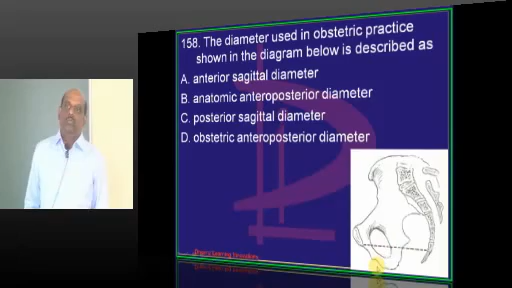 158. The diameter used in obstetric practice
shown in the diagram below is described as
A. anterior sagittal diameter
B. anatomic anteroposterior diameter
C. posterior sagittal diameter
D. obstetric anteroposterior diameter